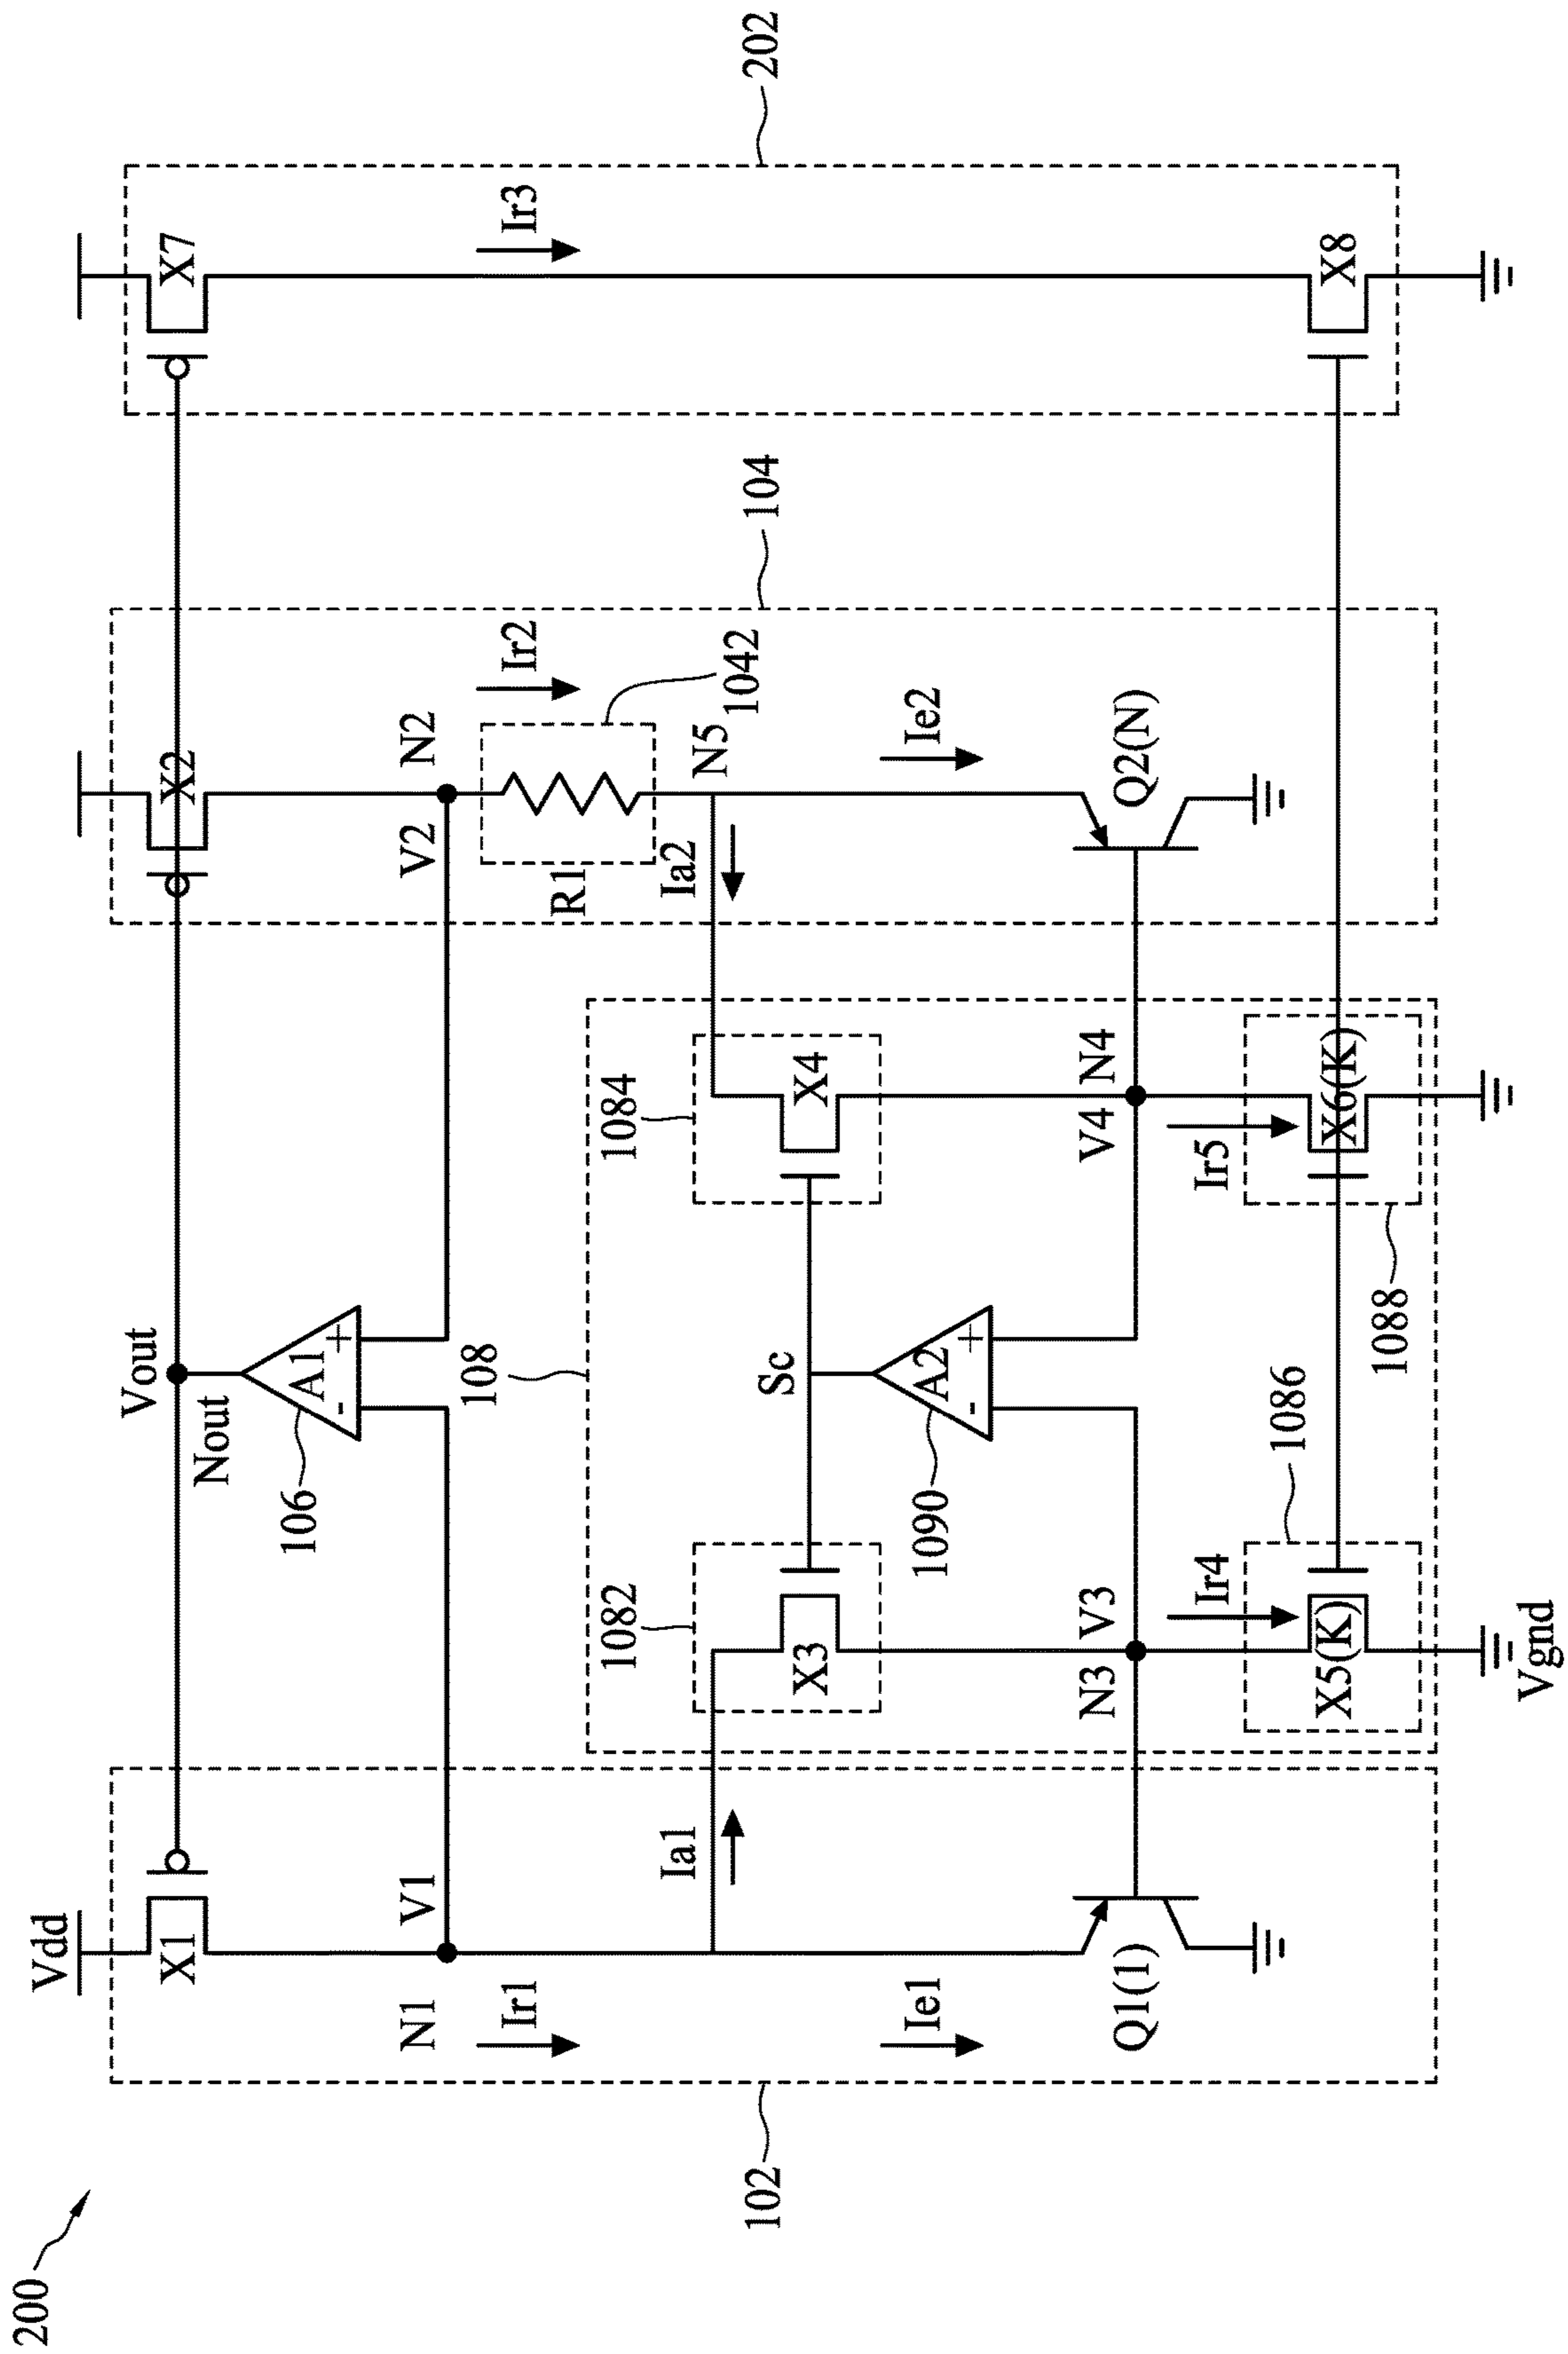 200
102
104
202
Vdd
X1
X2
X7
Vout
Nout
A1
-
+
106
N1
V1
V2
N2
Ir1
Ir2
Ir3
R1
1042
N5
Ia1
Ia2
108
1082
X3
1084
X4
Sc
A2
-
+
1090
Ie1
Ie2
Q1(1)
Q2(N)
N3
V3
V4
N4
Ir4
Ir5
1086
X5(K)
1088
X6(K)
X8
Vgnd